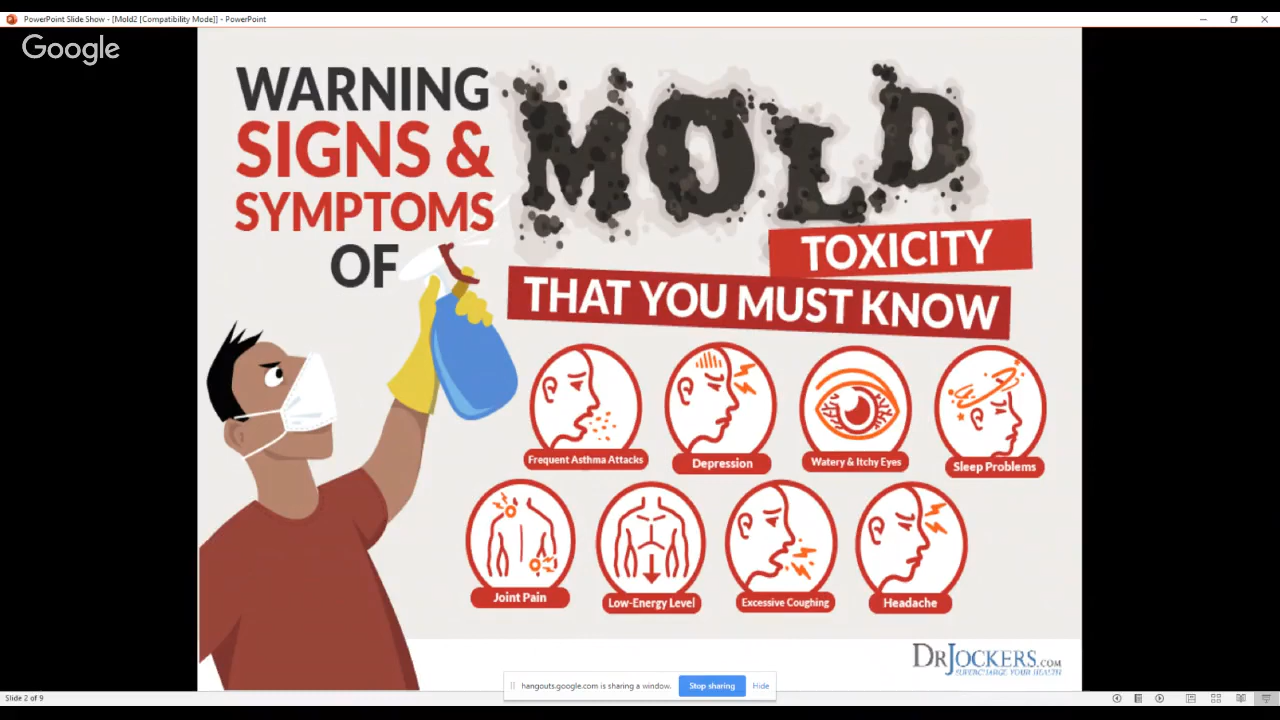 PowerPoint Slide Show - [Mold2 [Compatibility Mode]] - PowerPoint
Google
WARNING
SIGNS &
SYMPTOMS
OF
MOLD
TOXICITY
THAT YOU MUST KNOW
Frequent Asthma Attacks
Depression
Watery & Itchy Eyes
Sleep Problems
Joint Pain
Low-Energy Level
Excessive Coughing
Headache
DRJOCKERS.COM
SUPERCHARGE YOUR HEALTH
hangouts.google.com is sharing a window.
Stop sharing
Hide
Slide 2 of 9